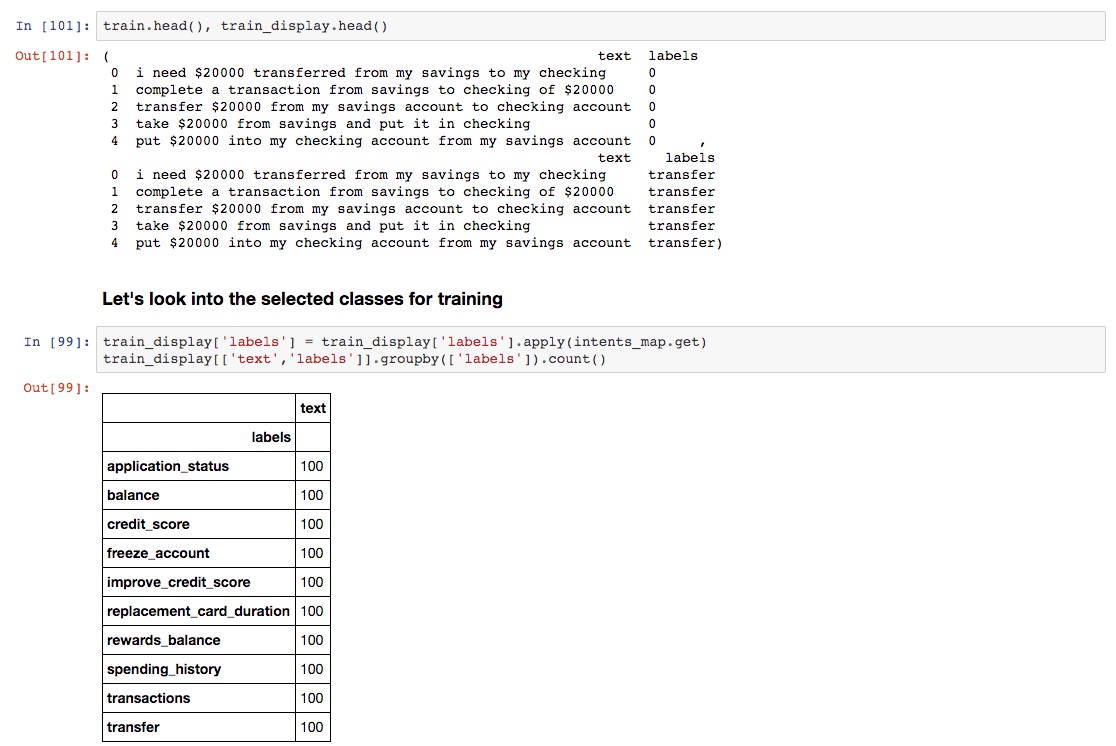 In [101]: train.head(), train_display.head()
Out[101]: ( text labels
0 i need $20000 transferred from my savings to my checking 0
1 complete a transaction from savings to checking of $20000 0
2 transfer $20000 from my savings account to checking account 0
3 take $20000 from savings and put it in checking 0
4 put $20000 into my checking account from my savings account 0 ,
text labels
0 i need $20000 transferred from my savings to my checking transfer
1 complete a transaction from savings to checking of $20000 transfer
2 transfer $20000 from my savings account to checking account transfer
3 take $20000 from savings and put it in checking transfer
4 put $20000 into my checking account from my savings account transfer)
Let's look into the selected classes for training
In [99]: train_display['labels'] = train_display['labels'].apply(intents_map.get)
train_display[['text','labels']].groupby(['labels']).count()
Out[99]:
text
labels
application_status 100
balance 100
credit_score 100
freeze_account 100
improve_credit_score 100
replacement_card_duration 100
rewards_balance 100
spending_history 100
transactions 100
transfer 100